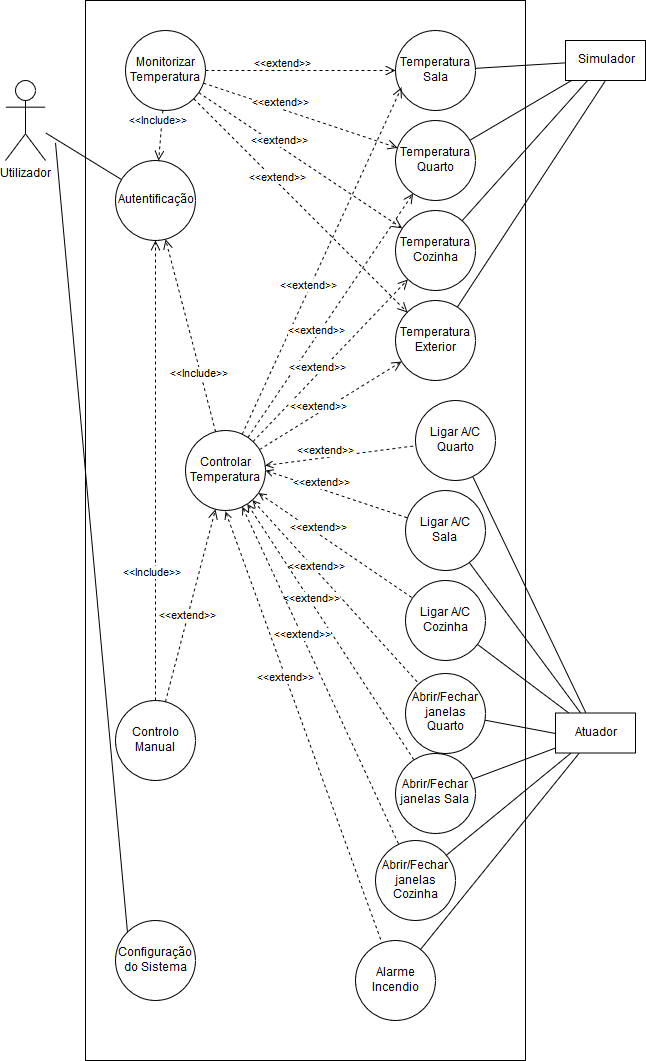 Monitorizar
Temperatura
<<extend>>
Temperatura
Sala
Simulador
<<extend>>
<<Include>>
<<extend>>
Temperatura
Quarto
Utilizador
<<extend>>
Autentificação
Temperatura
Cozinha
<<extend>>
<<extend>>
Temperatura
Exterior
<<extend>>
<<Include>>
<<extend>>
Ligar A/C
Quarto
<<extend>>
Controlar
Temperatura
<<extend>>
Ligar A/C
Sala
<<extend>>
<<extend>>
<<Include>>
<<extend>>
Ligar A/C
Cozinha
<<extend>>
<<extend>>
<<extend>>
Abrir/Fechar
janelas
Quarto
Controlo
Manual
Atuador
Abrir/Fechar
janelas Sala
Abrir/Fechar
janelas
Cozinha
Configuração
do Sistema
Alarme
Incendio